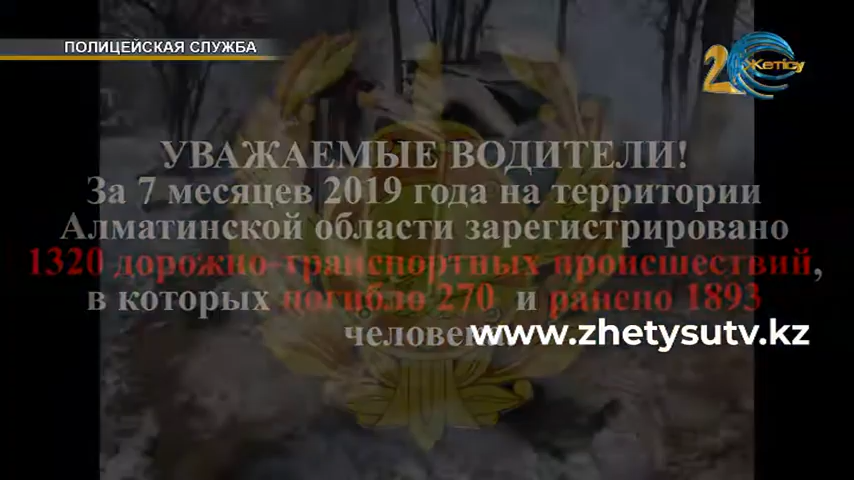 ПОЛИЦЕЙСКАЯ СЛУЖБА
20 Жетісу
УВАЖАЕМЫЕ ВОДИТЕЛИ!
За 7 месяцев 2019 года на территории
Алматинской области зарегистрировано
1320 дорожно-транспортных происшествий,
в которых погибло 270 и ранено 1893
человека
www.zhetysutv.kz